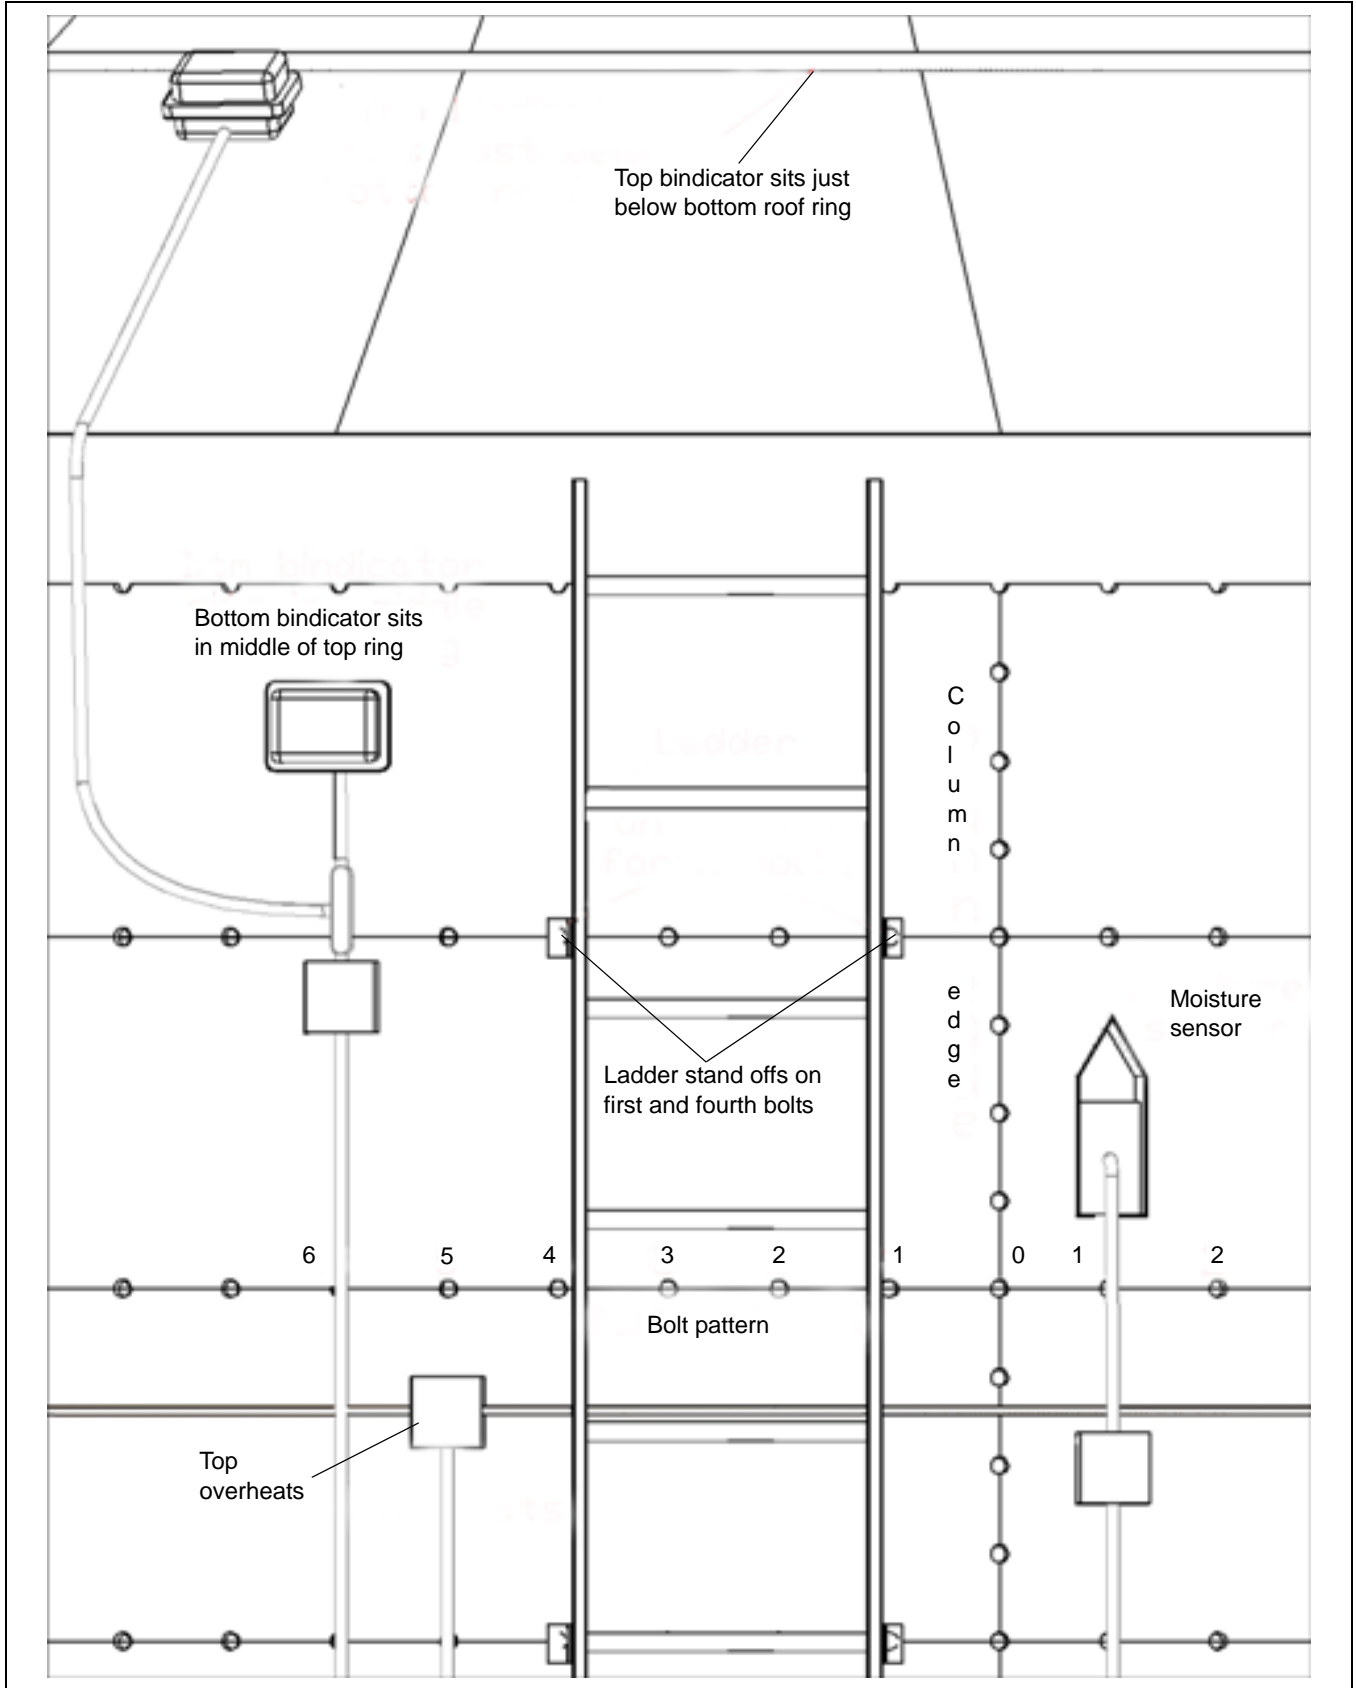 Top bindicator sits just
below bottom roof ring
Bottom bindicator sits
in middle of top ring
Column
edge
Moisture
sensor
Ladder stand offs on
first and fourth bolts
6 5 4 3 2 1 0 1 2
Bolt pattern
Top
overheats